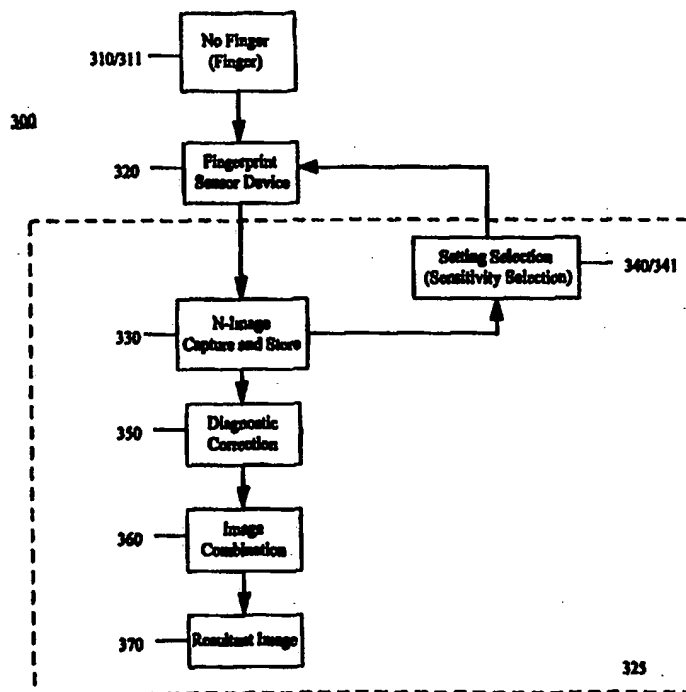 No Finger
(Finger)
310/311
300
Fingerprint
Sensor Device
320
Setting Selection
(Sensitivity Selection)
340/341
N-Image
Capture and Store
330
Diagnostic
Correction
350
Image
Combination
360
Resultant Image
370
325